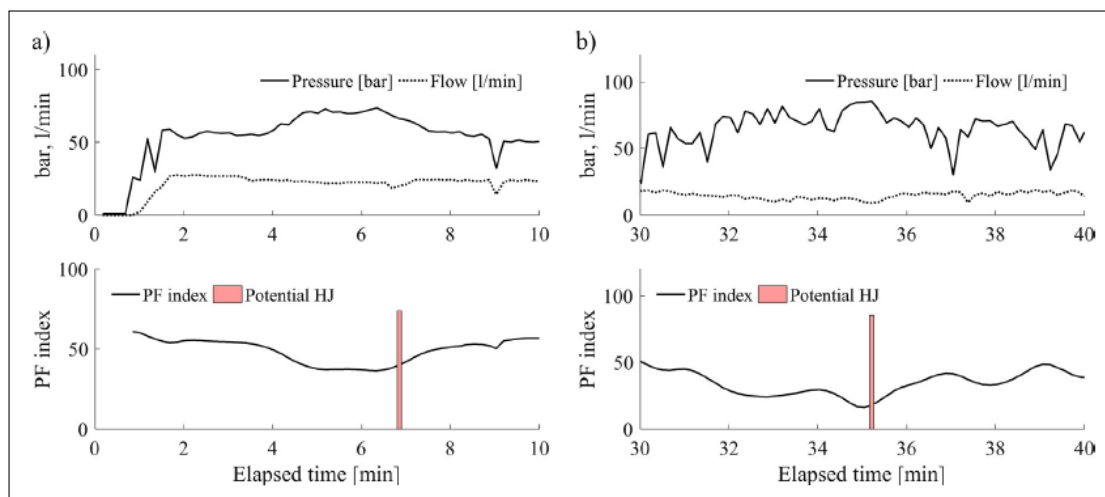 a)
100
50
0
bar, l/min
Pressure [bar] Flow [l/min]
0 2 4 6 8 10
100
50
0
PF index
PF index Potential HJ
0 2 4 6 8 10
Elapsed time [min]
b)
100
50
0
bar, l/min
Pressure [bar] Flow [l/min]
30 32 34 36 38 40
100
50
0
PF index
PF index Potential HJ
30 32 34 36 38 40
Elapsed time [min]